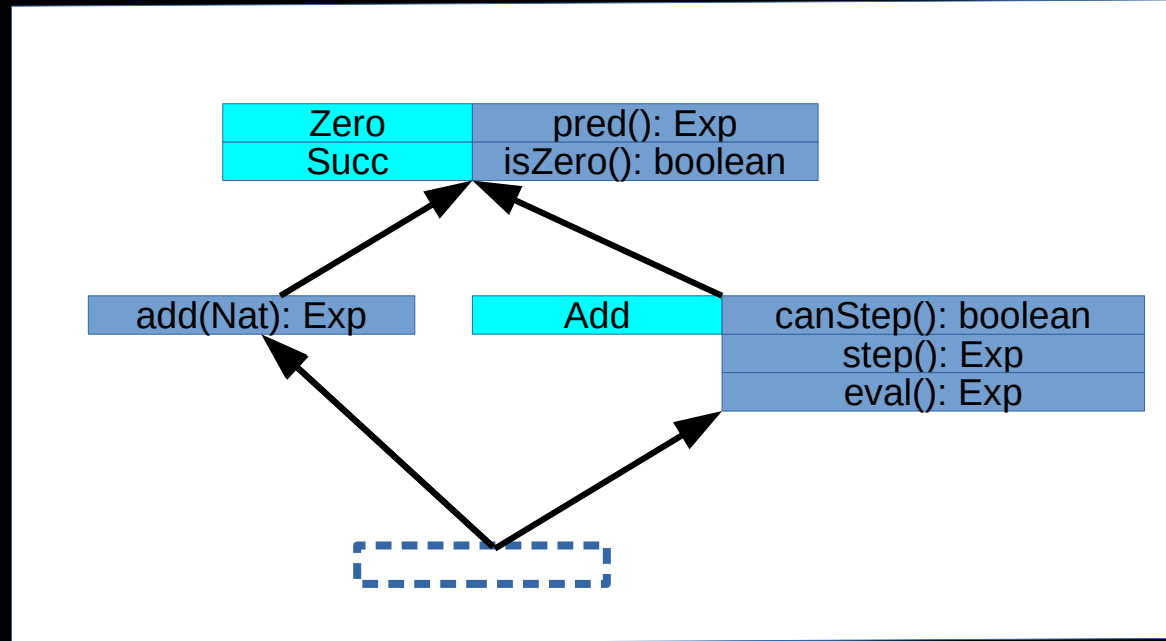 Zero pred(): Exp
Succ isZero(): boolean
add(Nat): Exp Add canStep(): boolean
step(): Exp
eval(): Exp